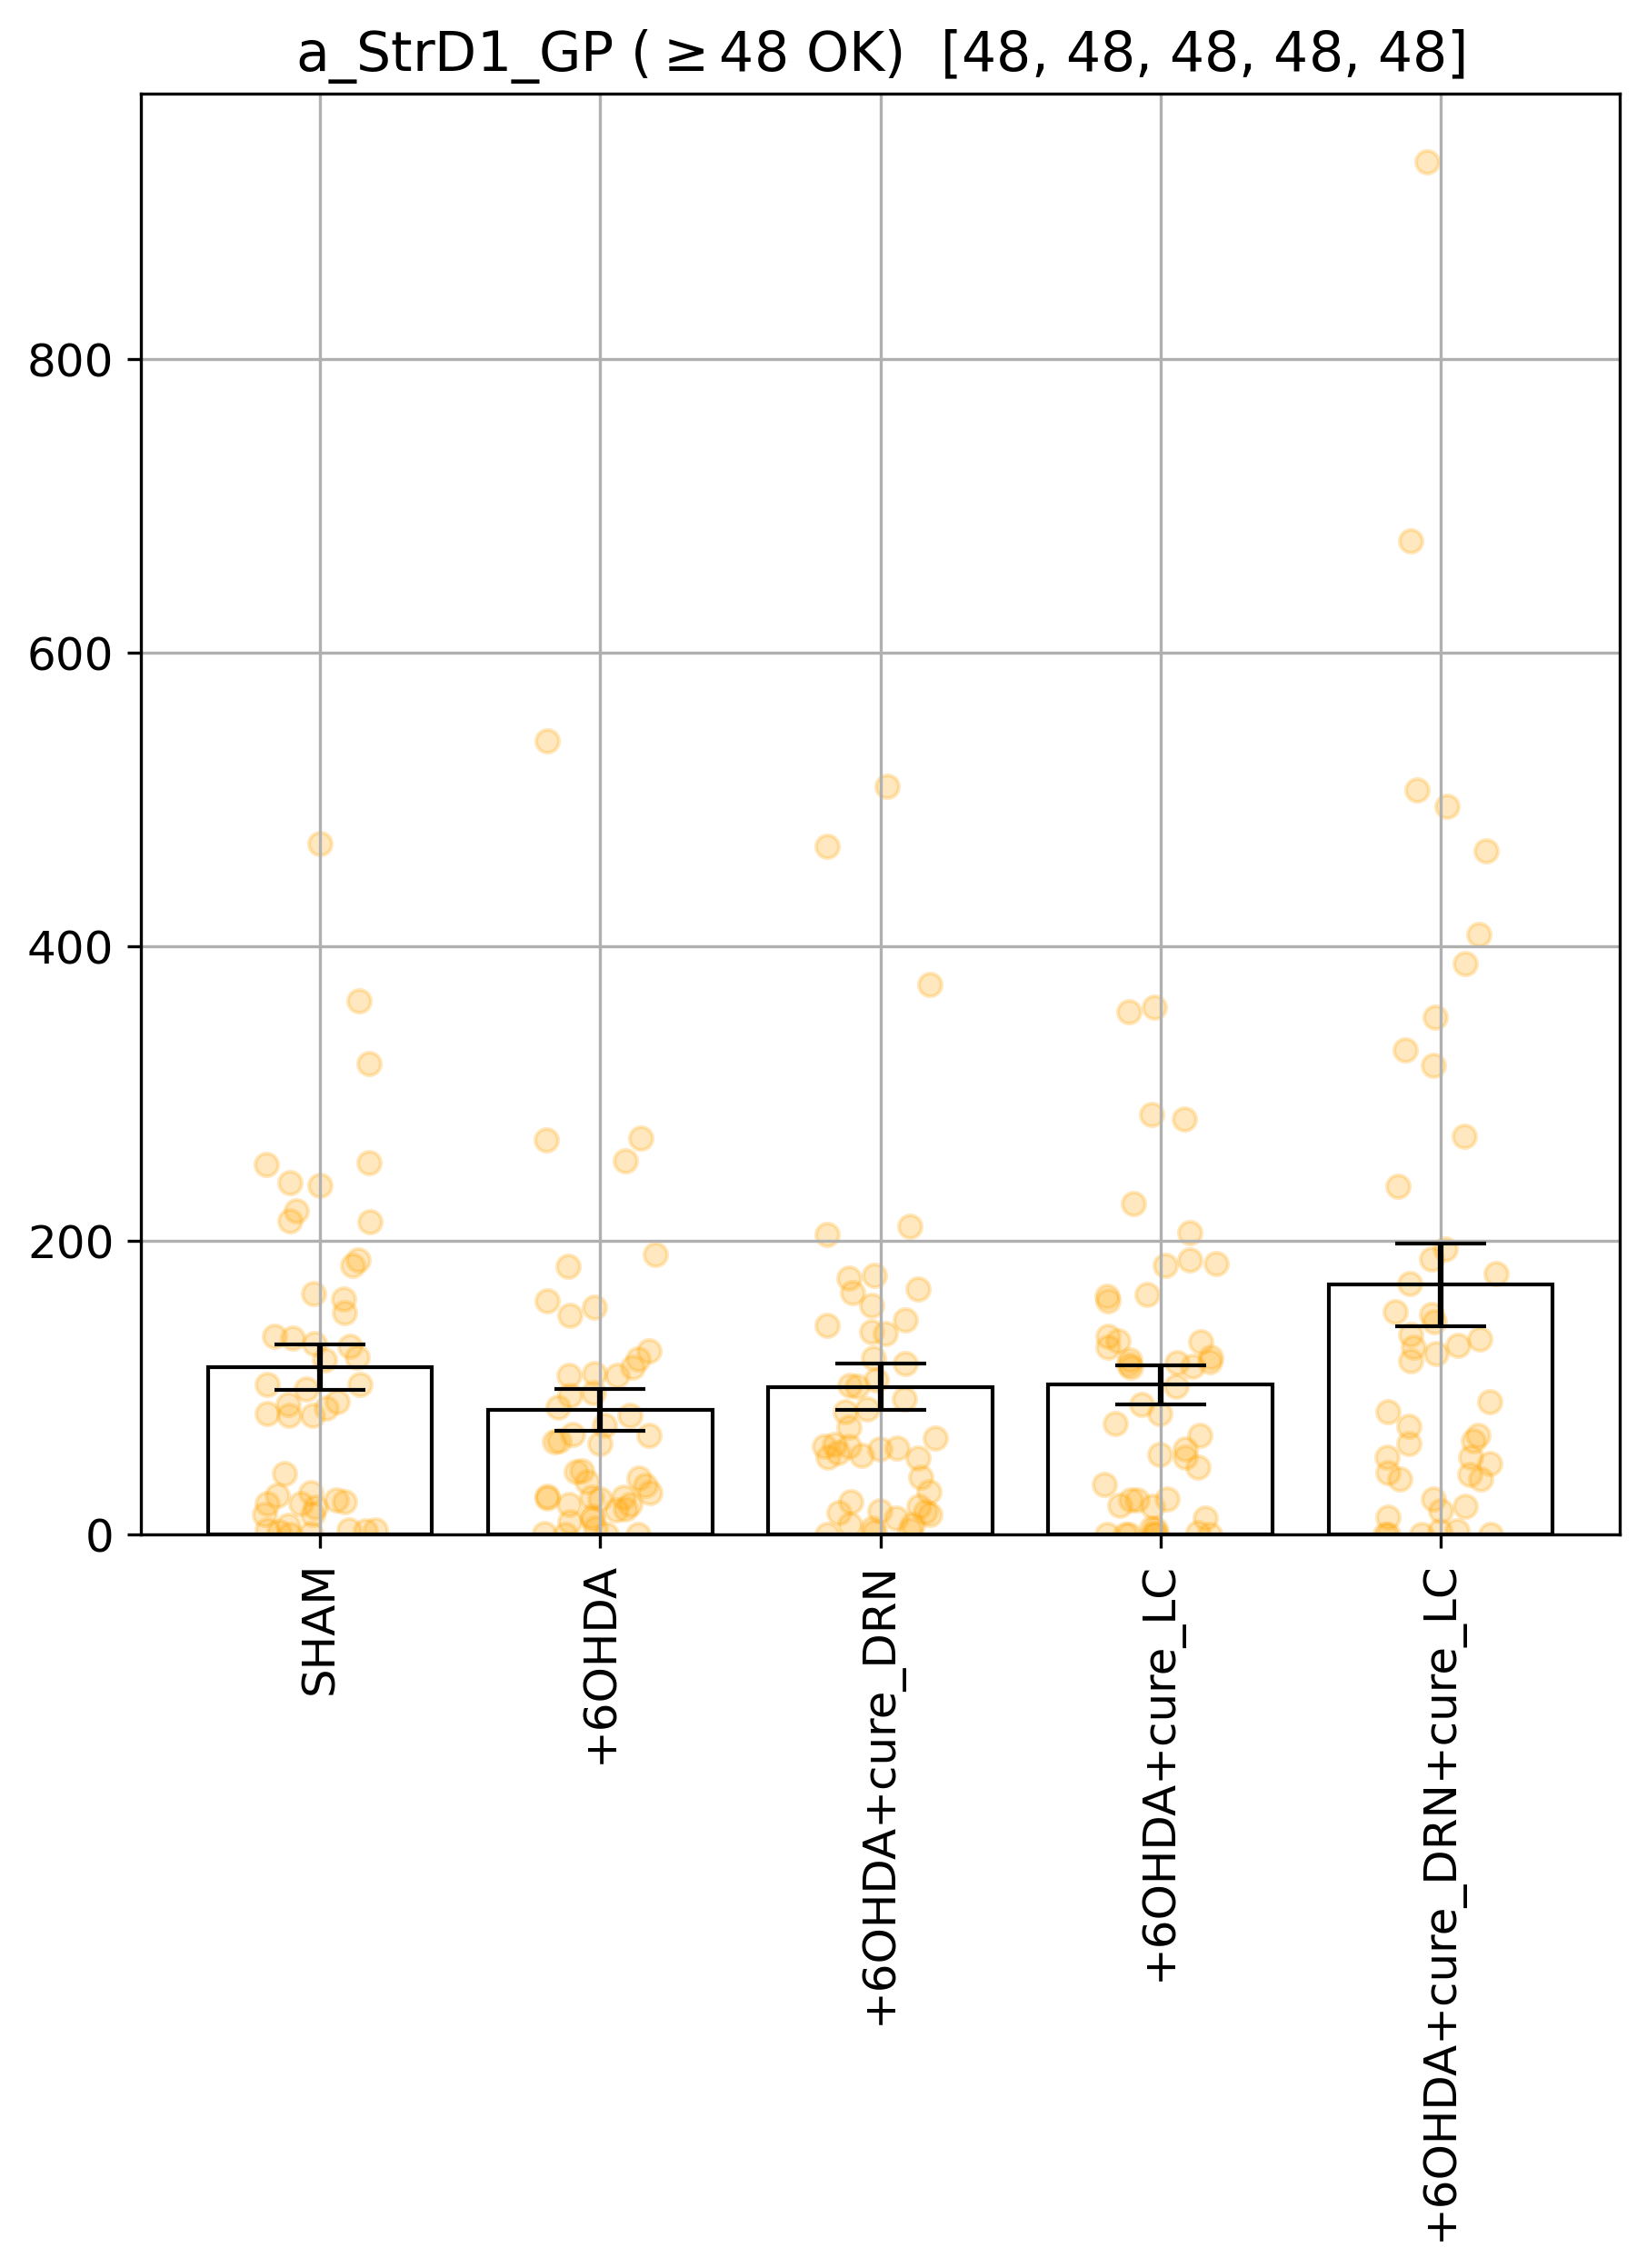 a_StrD1_GP ( ≥ 48 OK) [48, 48, 48, 48, 48]
800
600
400
200
0
SHAM
+6OHDA
+6OHDA+cure_DRN
+6OHDA+cure_LC
+6OHDA+cure_DRN+cure_LC